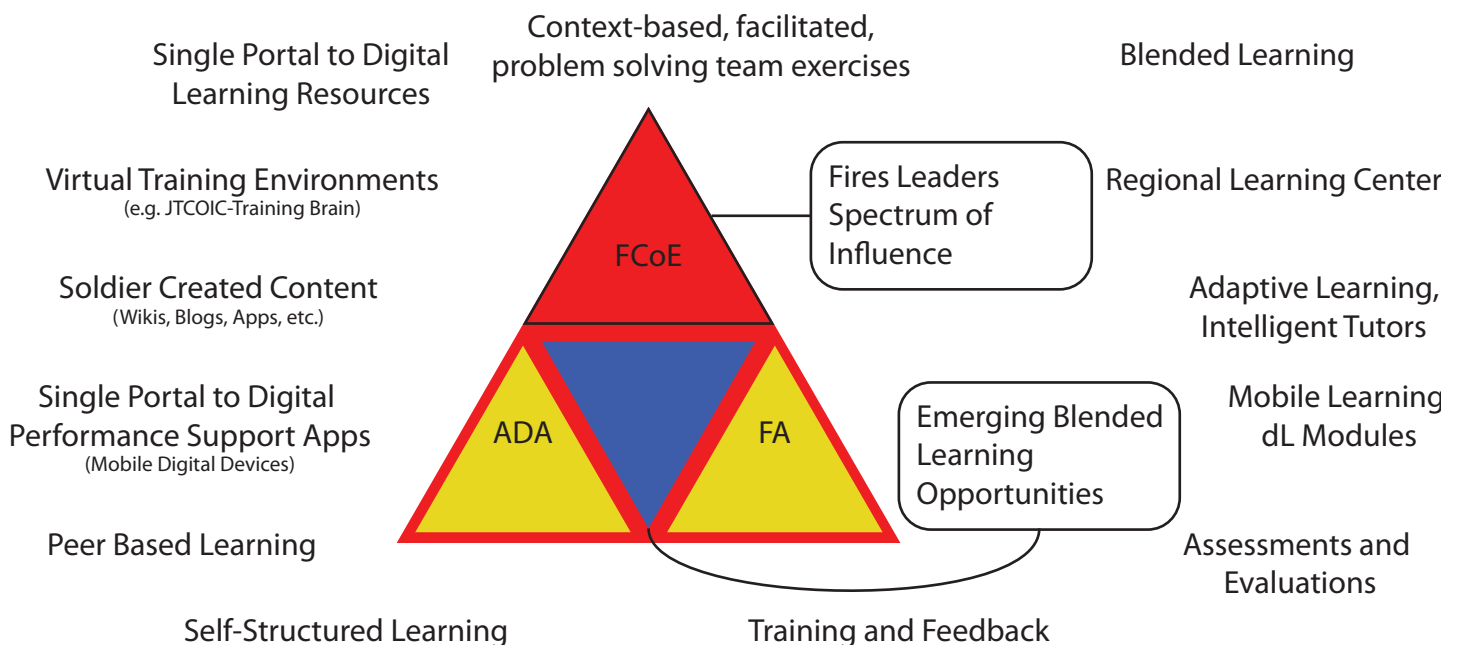 Single Portal to Digital
Learning Resources
Context-based, facilitated,
problem solving team exercises
Blended Learning
Virtual Training Environments
(e.g. JTCOIC-Training Brain)
Fires Leaders
Spectrum of
Influence
Regional Learning Center
FCoE
Soldier Created Content
(Wikis, Blogs, Apps, etc.)
Adaptive Learning,
Intelligent Tutors
Single Portal to Digital
Performance Support Apps
(Mobile Digital Devices)
ADA
FA
Emerging Blended
Learning
Opportunities
Mobile Learning
dL Modules
Peer Based Learning
Assessments and
Evaluations
Self-Structured Learning
Training and Feedback